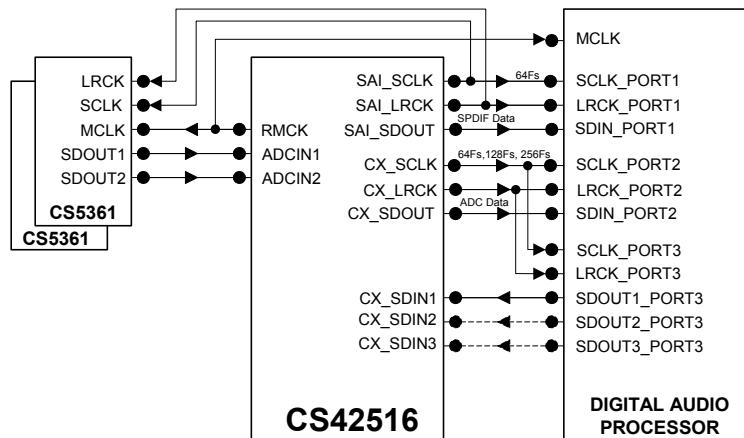 LRCK
SCLK
MCLK
SDOUT1
SDOUT2
CS5361
CS5361
RMCK
ADCIN1
ADCIN2
SAI_SCLK
SAI_LRCK
SAI_SDOUT
CX_SCLK
CX_LRCK
CX_SDOUT
CX_SDIN1
CX_SDIN2
CX_SDIN3
CS42516
64Fs
SPDIF Data
64Fs,128Fs, 256Fs
ADC Data
MCLK
SCLK_PORT1
LRCK_PORT1
SDIN_PORT1
SCLK_PORT2
LRCK_PORT2
SDIN_PORT2
SCLK_PORT3
LRCK_PORT3
SDOUT1_PORT3
SDOUT2_PORT3
SDOUT3_PORT3
DIGITAL AUDIO
PROCESSOR